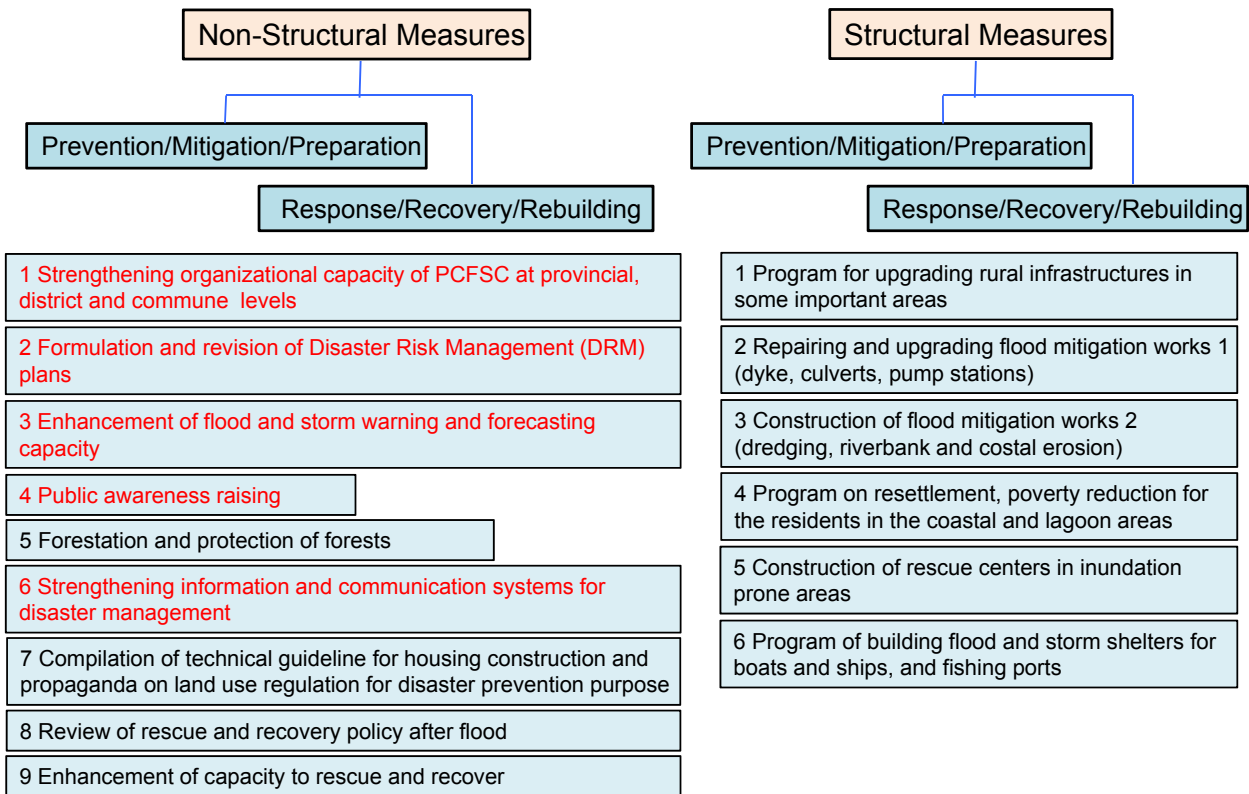 Non-Structural Measures
Prevention/Mitigation/Preparation
Response/Recovery/Rebuilding
1 Strengthening organizational capacity of PCFSC at provincial,
district and commune levels
2 Formulation and revision of Disaster Risk Management (DRM)
plans
3 Enhancement of flood and storm warning and forecasting
capacity
4 Public awareness raising
5 Forestation and protection of forests
6 Strengthening information and communication systems for
disaster management
7 Compilation of technical guideline for housing construction and
propaganda on land use regulation for disaster prevention purpose
8 Review of rescue and recovery policy after flood
9 Enhancement of capacity to rescue and recover
Structural Measures
Prevention/Mitigation/Preparation
Response/Recovery/Rebuilding
1 Program for upgrading rural infrastructures in
some important areas
2 Repairing and upgrading flood mitigation works 1
(dyke, culverts, pump stations)
3 Construction of flood mitigation works 2
(dredging, riverbank and costal erosion)
4 Program on resettlement, poverty reduction for
the residents in the coastal and lagoon areas
5 Construction of rescue centers in inundation
prone areas
6 Program of building flood and storm shelters for
boats and ships, and fishing ports